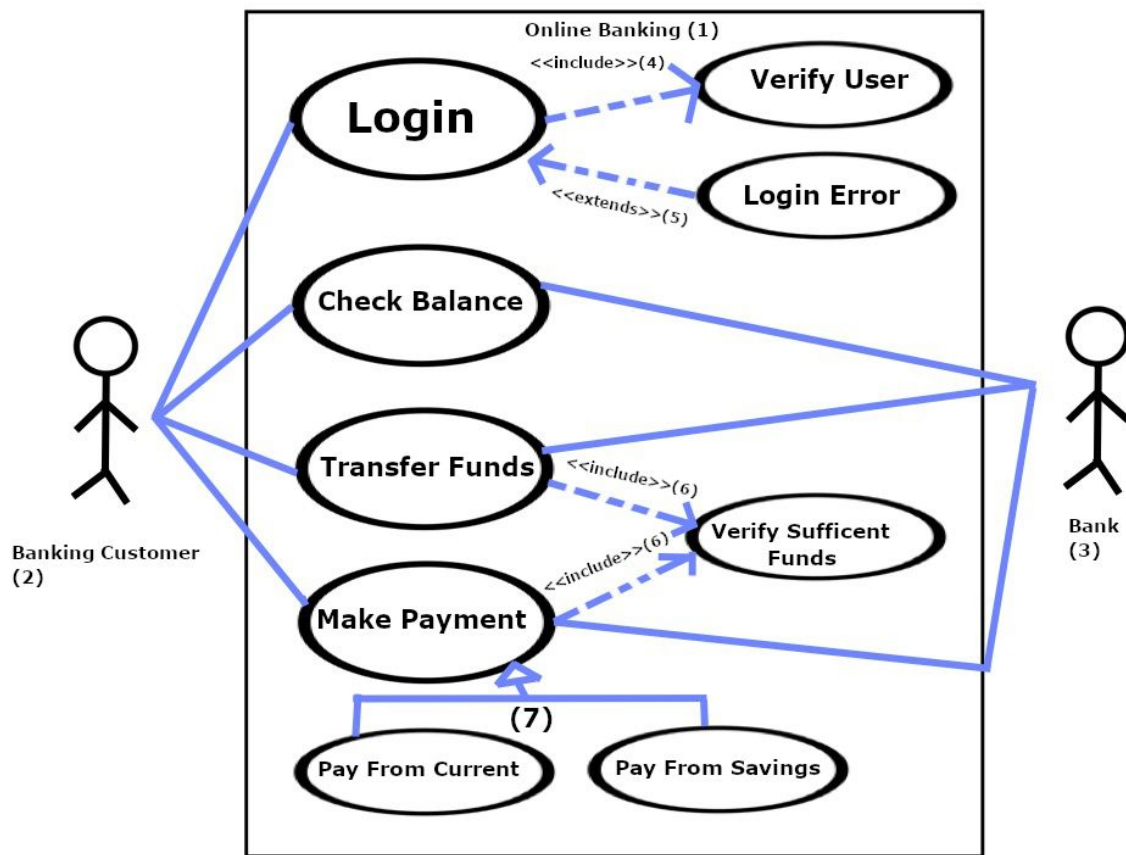 Online Banking (1)
<<include>>(4)
Login
Verify User
Login Error
<<extends>>(5)
Check Balance
Transfer Funds
<<include>>(6)
Verify Sufficent
Funds
<<include>>(6)
Make Payment
(7)
Pay From Current
Pay From Savings
Banking Customer
(2)
Bank
(3)